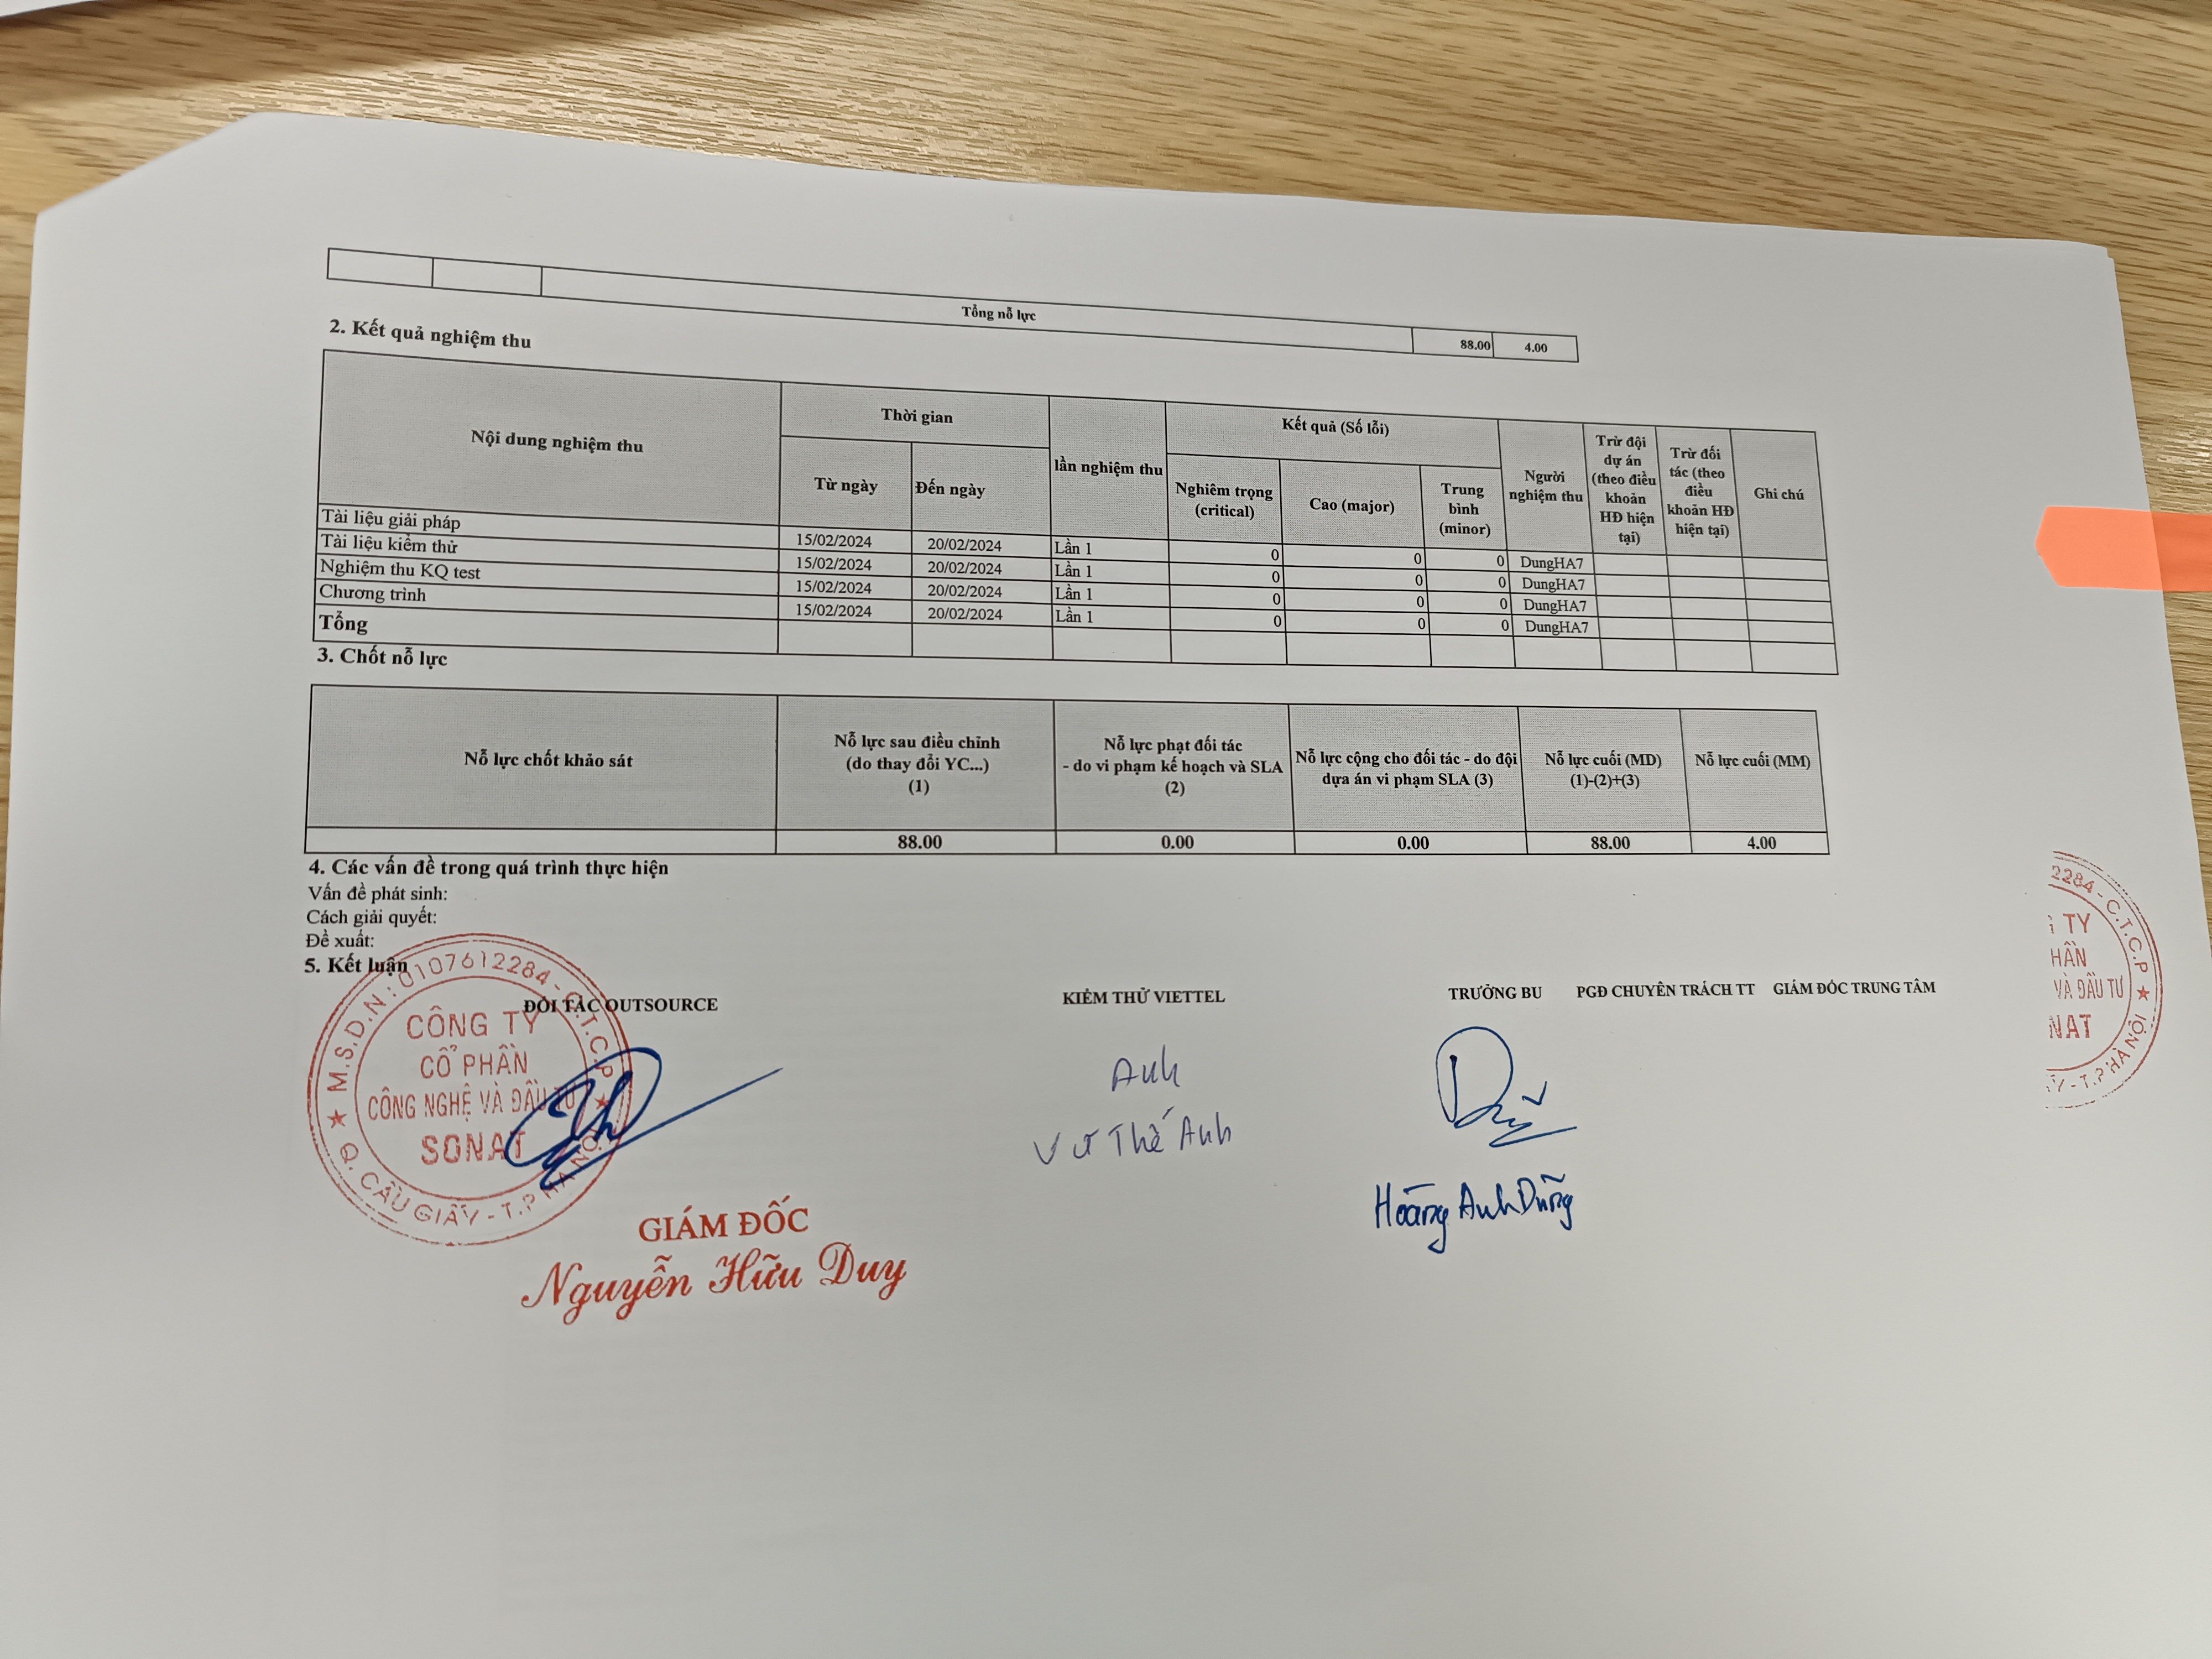 Tổng nỗ lực 88.00 4.00
2. Kết quả nghiệm thu
Nội dung nghiệm thu Thời gian lần nghiệm thu Kết quả (Số lỗi) Người nghiệm thu Trừ đội dự án (theo điều khoản HĐ hiện tại) Trừ đối tác (theo điều khoản HĐ hiện tại) Ghi chú
Từ ngày Đến ngày Nghiêm trọng (critical) Cao (major) Trung bình (minor)
Tài liệu giải pháp 15/02/2024 20/02/2024 Lần 1 0 0 0 DungHA7
Tài liệu kiểm thử 15/02/2024 20/02/2024 Lần 1 0 0 0 DungHA7
Nghiệm thu KQ test 15/02/2024 20/02/2024 Lần 1 0 0 0 DungHA7
Chương trình 15/02/2024 20/02/2024 Lần 1 0 0 0 DungHA7
Tổng
3. Chốt nỗ lực
Nỗ lực chốt khảo sát
Nỗ lực sau điều chỉnh
(do thay đổi YC...)
(1)
Nỗ lực phạt đối tác
- do vi phạm kế hoạch và SLA
(2)
Nỗ lực cộng cho đối tác - do đội
dựa án vi phạm SLA (3)
Nỗ lực cuối (MD)
(1)-(2)+(3)
Nỗ lực cuối (MM)
88.00 0.00 0.00 88.00 4.00
4. Các vấn đề trong quá trình thực hiện
Vấn đề phát sinh:
Cách giải quyết:
Đề xuất:
5. Kết luận
ĐỐI TÁC OUTSOURCE KIỂM THỬ VIETTEL TRƯỞNG BU PGĐ CHUYÊN TRÁCH TT GIÁM ĐỐC TRUNG TÂM
M.S.D.N: 0107612284 - C.T.C.P
CÔNG TY
CỔ PHẦN
CÔNG NGHỆ VÀ ĐẦU TƯ
SONAT
Q. CẦU GIẤY - T.P HÀ NỘI
Anh
Vũ Thế Anh
Hoàng Anh Dũng
GIÁM ĐỐC
Nguyễn Hữu Duy
2284 - C.T.C.P
TY
HẦN
VÀ ĐẦU TƯ
NAT
ẤY - T.P HÀ NỘI